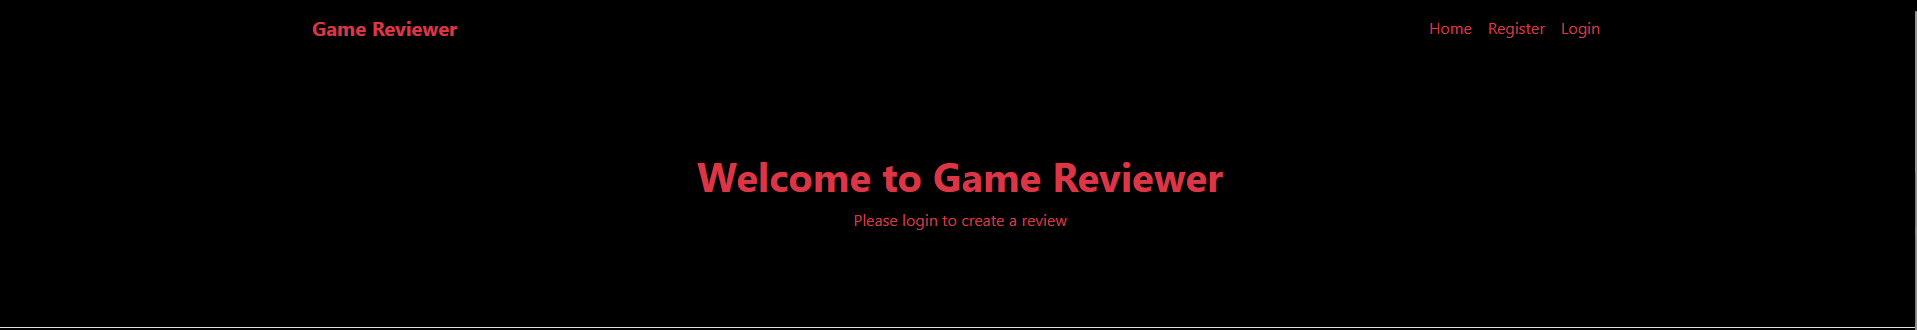 Game Reviewer
Home Register Login
Welcome to Game Reviewer
Please login to create a review